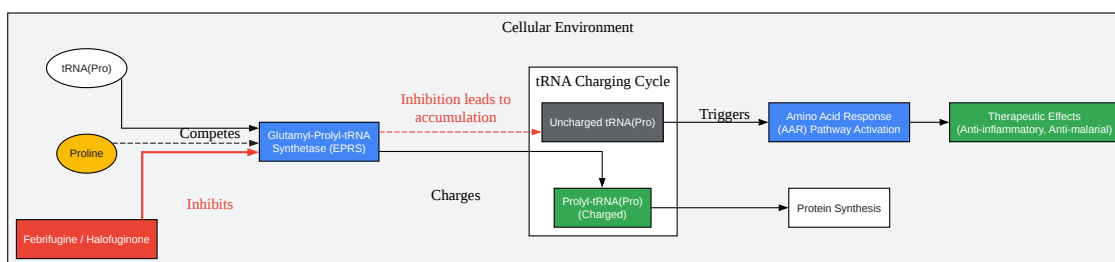 Cellular Environment
tRNA(Pro)
Proline
Competes
Inhibits
Febrifugine / Halofuginone
Glutamyl-Prolyl-tRNA
Synthetase (EPRS)
Inhibition leads to
accumulation
Charges
tRNA Charging Cycle
Uncharged tRNA(Pro)
Prolyl-tRNA(Pro)
(Charged)
Triggers
Amino Acid Response
(AAR) Pathway Activation
Therapeutic Effects
(Anti-inflammatory, Anti-malarial)
Protein Synthesis